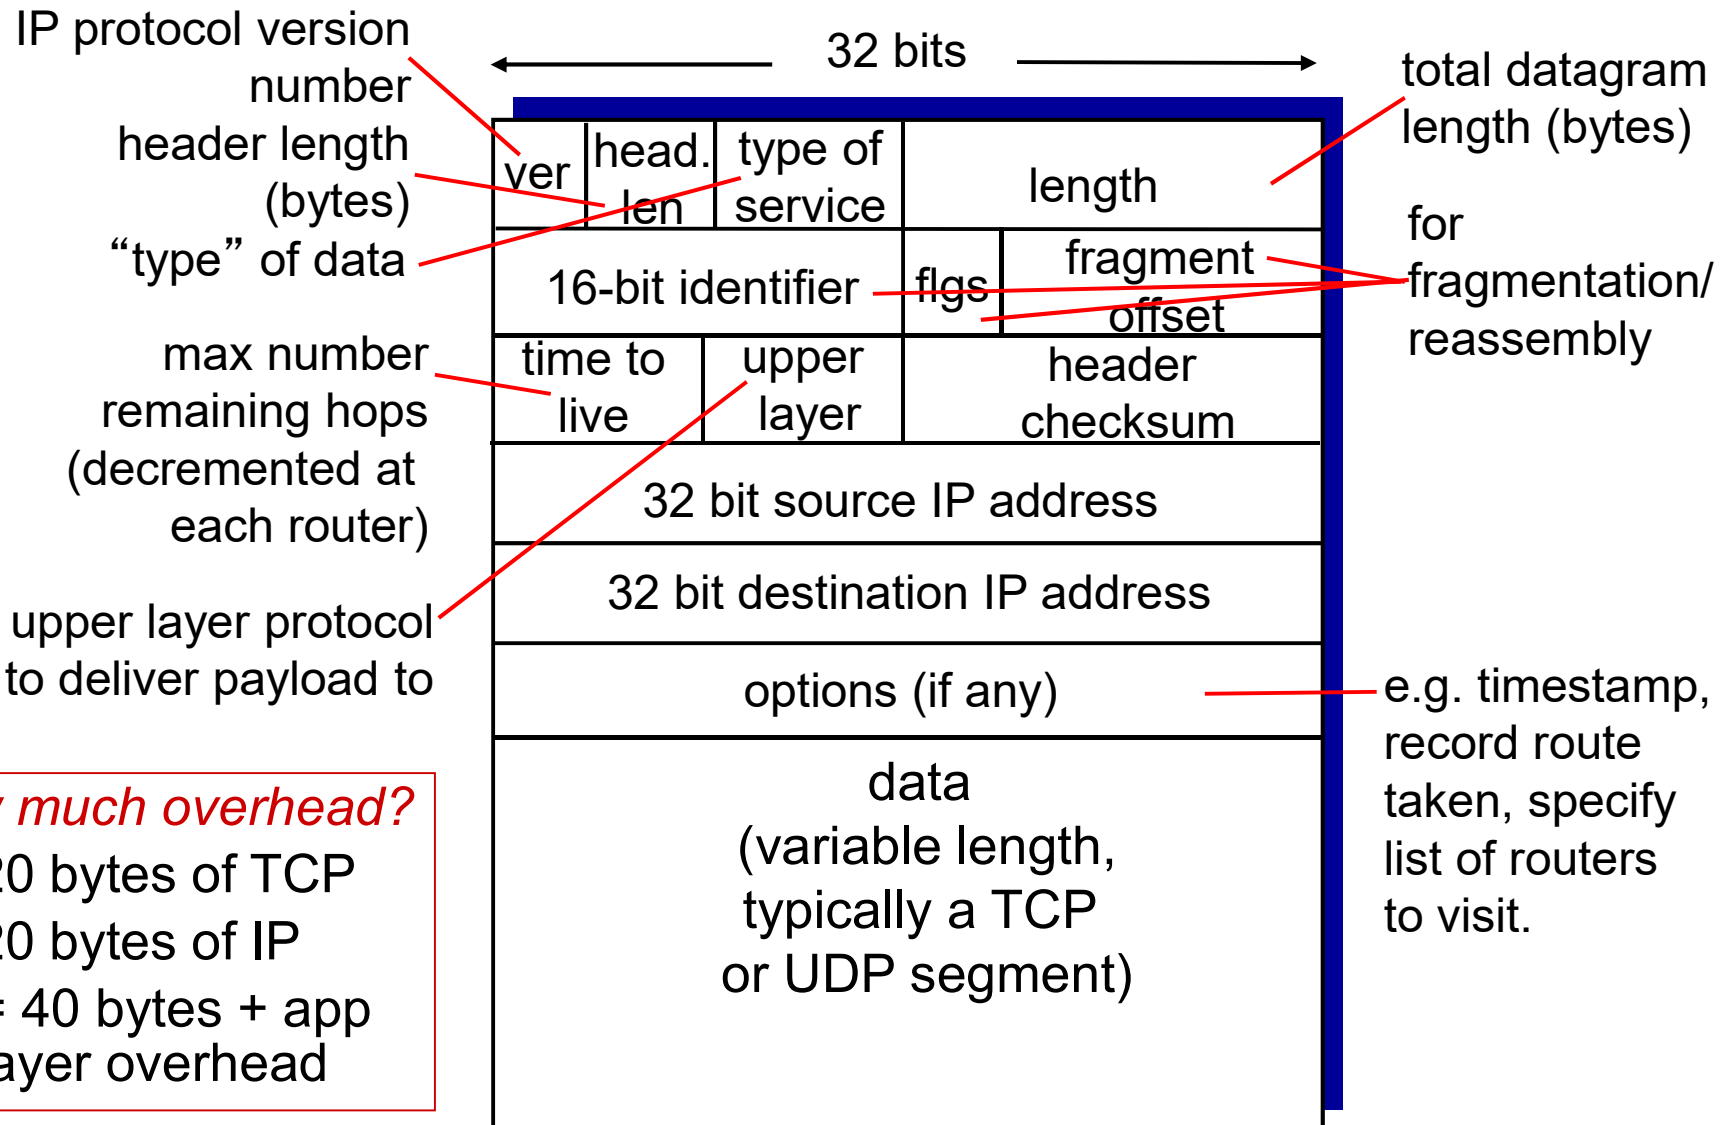 IP protocol version
number
header length
(bytes)
“type” of data
max number
remaining hops
(decremented at
each router)
upper layer protocol
to deliver payload to
much overhead?
20 bytes of TCP
20 bytes of IP
= 40 bytes + app
layer overhead
32 bits
ver
head.
len
type of
service
length
16-bit identifier
flgs
fragment
offset
time to
live
upper
layer
header
checksum
32 bit source IP address
32 bit destination IP address
options (if any)
data
(variable length,
typically a TCP
or UDP segment)
total datagram
length (bytes)
for
fragmentation/
reassembly
e.g. timestamp,
record route
taken, specify
list of routers
to visit.